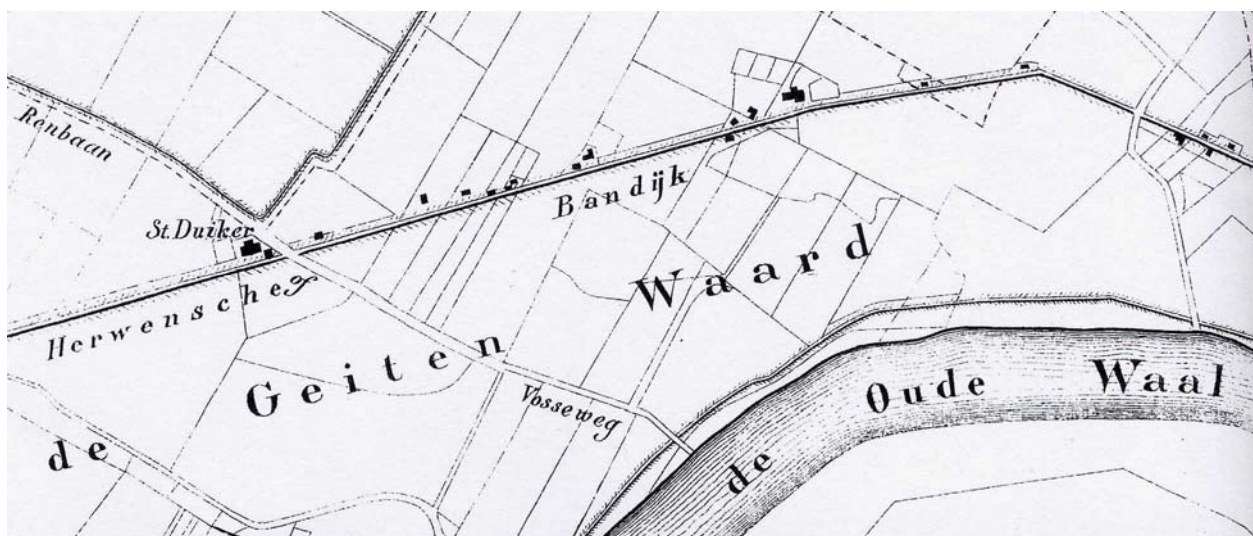 Renbaan
St. Duiker
Herwensche
Bandijk
de Geiten Waard
Vosseweg
de Oude Waal